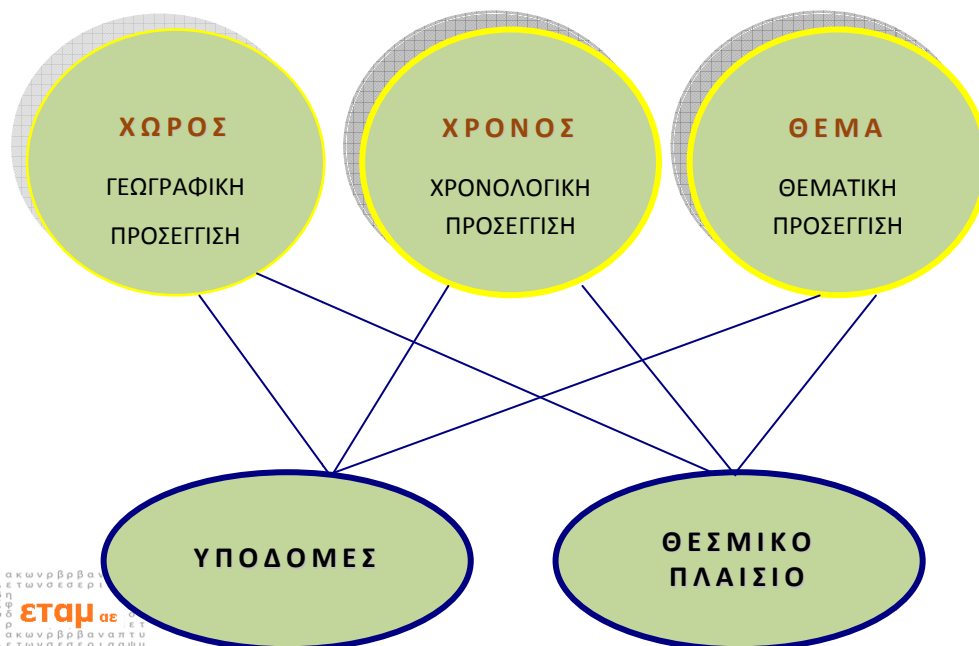 ΧΩΡΟΣ
ΓΕΩΓΡΑΦΙΚΗ
ΠΡΟΣΕΓΓΙΣΗ
ΧΡΟΝΟΣ
ΧΡΟΝΟΛΟΓΙΚΗ
ΠΡΟΣΕΓΓΙΣΗ
ΘΕΜΑ
ΘΕΜΑΤΙΚΗ
ΠΡΟΣΕΓΓΙΣΗ
ΥΠΟΔΟΜΕΣ
ΘΕΣΜΙΚΟ
ΠΛΑΙΣΙΟ
εταμ αε